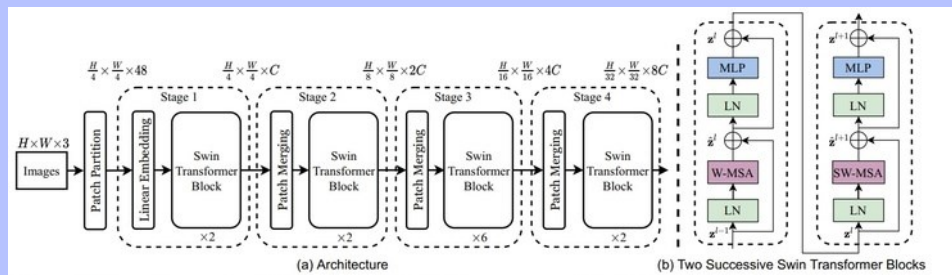 H/4 × W/4 × 48
H/4 × W/4 × C
H/8 × W/8 × 2C
H/16 × W/16 × 4C
H/32 × W/32 × 8C
Stage 1
Stage 2
Stage 3
Stage 4
H×W×3
Images
Patch Partition
Linear Embedding
Swin
Transformer
Block
Patch Merging
Swin
Transformer
Block
Patch Merging
Swin
Transformer
Block
Patch Merging
Swin
Transformer
Block
×2
×2
×6
×2
(a) Architecture
z^l
MLP
LN
ẑ^l
W-MSA
LN
z^{l-1}
z^{l+1}
MLP
LN
ẑ^{l+1}
SW-MSA
LN
z^l
(b) Two Successive Swin Transformer Blocks